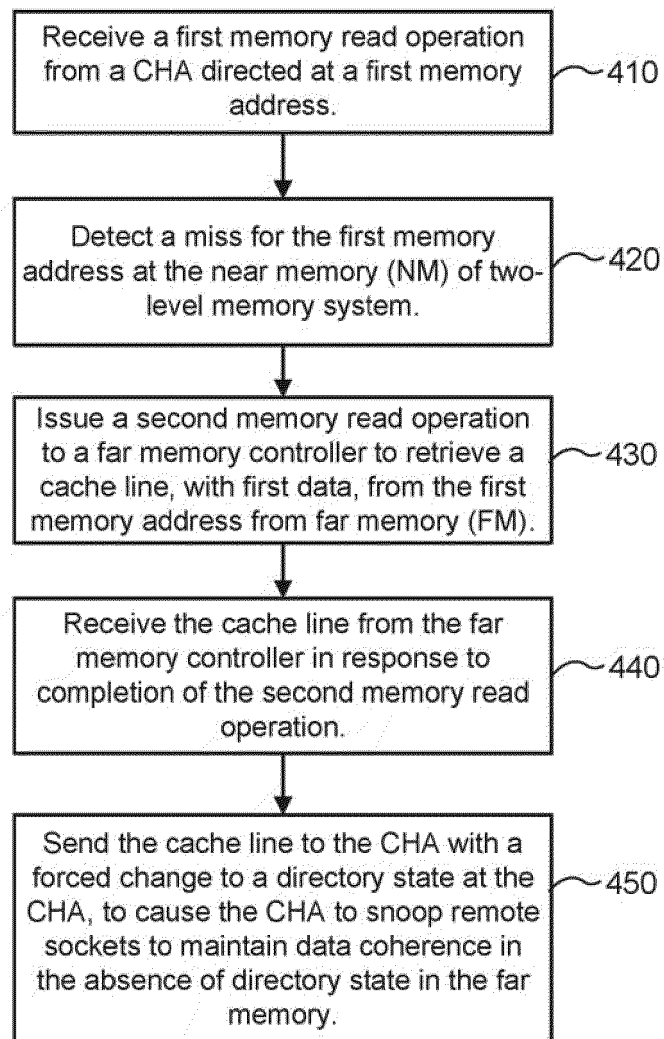 Receive a first memory read operation
from a CHA directed at a first memory
address.
410
Detect a miss for the first memory
address at the near memory (NM) of two-
level memory system.
420
Issue a second memory read operation
to a far memory controller to retrieve a
cache line, with first data, from the first
memory address from far memory (FM).
430
Receive the cache line from the far
memory controller in response to
completion of the second memory read
operation.
440
Send the cache line to the CHA with a
forced change to a directory state at the
CHA, to cause the CHA to snoop remote
sockets to maintain data coherence in
the absence of directory state in the far
memory.
450